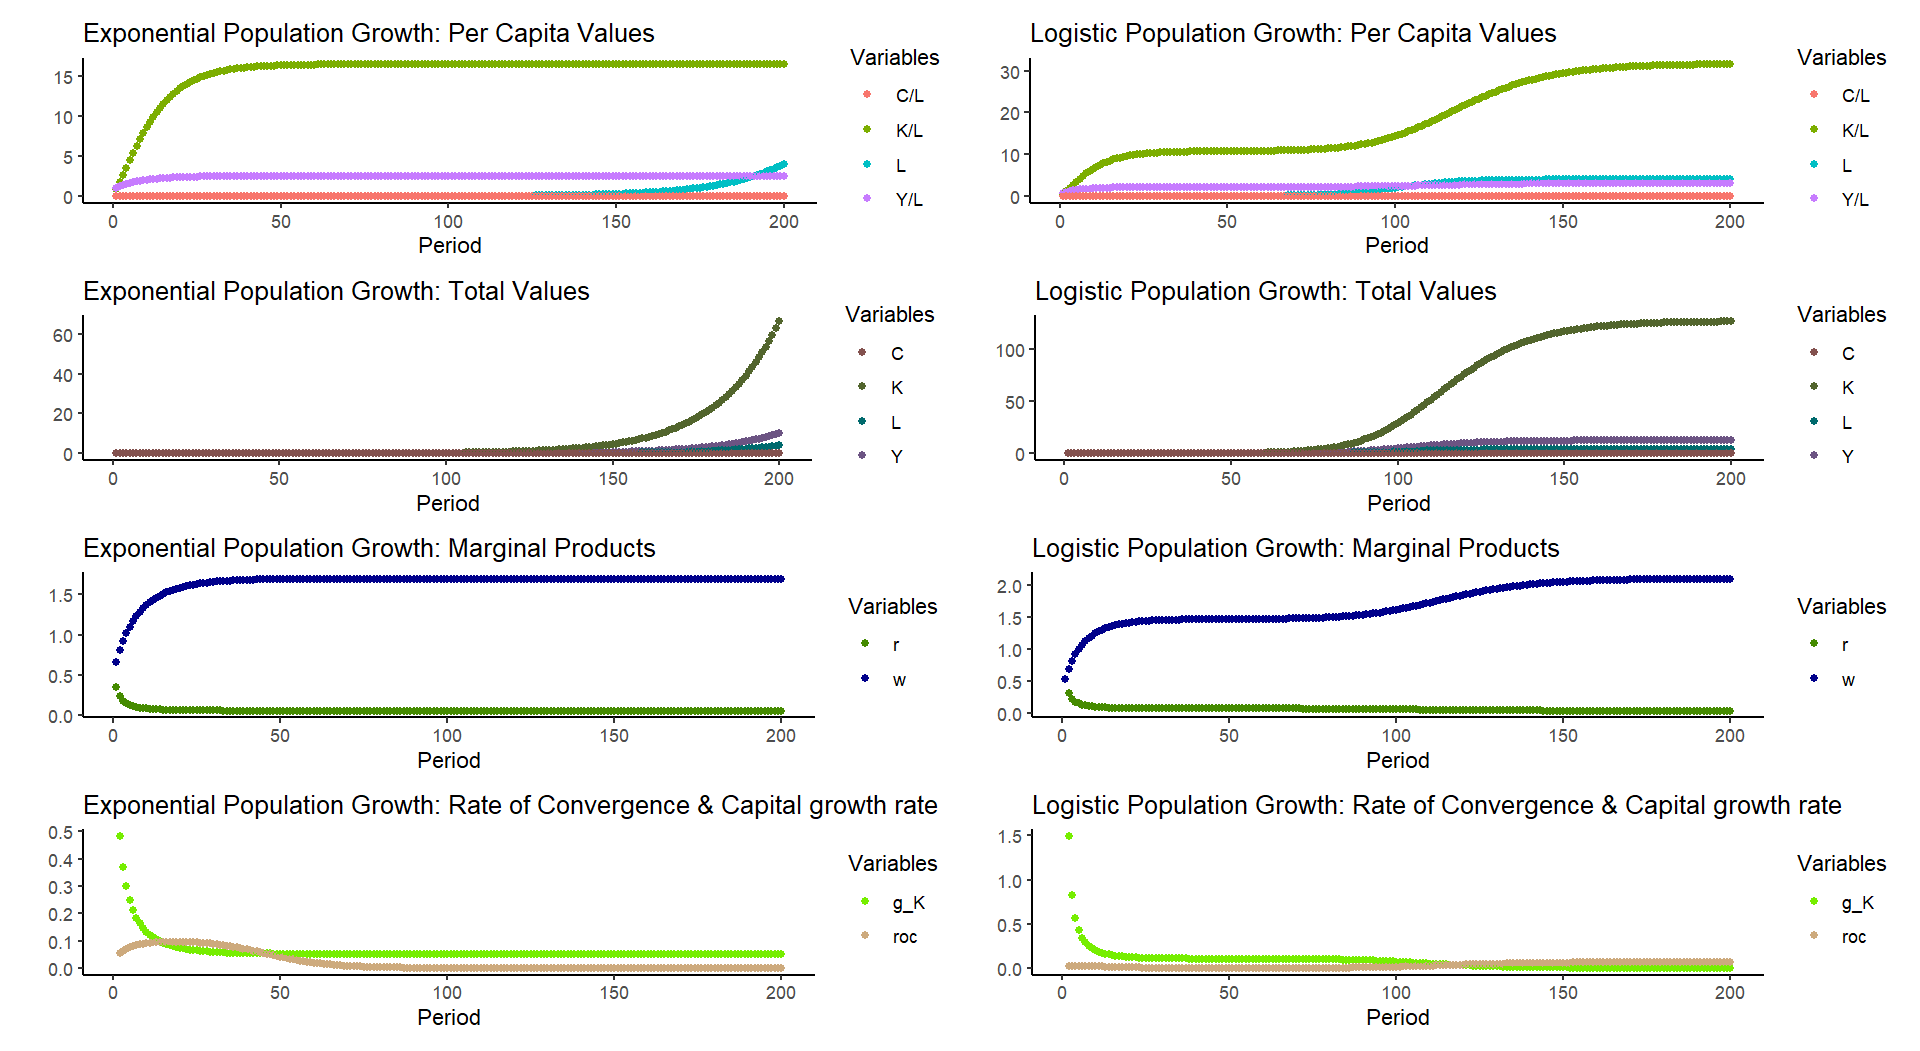 Exponential Population Growth: Per Capita Values
15
10
5
0
0 50 100 150 200
Period
Variables
C/L
K/L
L
Y/L
Logistic Population Growth: Per Capita Values
30
20
10
0
0 50 100 150 200
Period
Variables
C/L
K/L
L
Y/L
Exponential Population Growth: Total Values
60
40
20
0
0 50 100 150 200
Period
Variables
C
K
L
Y
Logistic Population Growth: Total Values
100
50
0
0 50 100 150 200
Period
Variables
C
K
L
Y
Exponential Population Growth: Marginal Products
1.5
1.0
0.5
0.0
0 50 100 150 200
Period
Variables
r
w
Logistic Population Growth: Marginal Products
2.0
1.5
1.0
0.5
0.0
0 50 100 150 200
Period
Variables
r
w
Exponential Population Growth: Rate of Convergence & Capital growth rate
0.5
0.4
0.3
0.2
0.1
0.0
0 50 100 150 200
Period
Variables
g_K
roc
Logistic Population Growth: Rate of Convergence & Capital growth rate
1.5
1.0
0.5
0.0
0 50 100 150 200
Period
Variables
g_K
roc